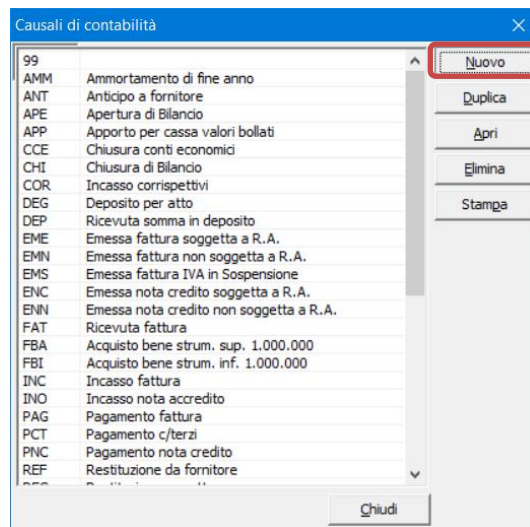 Causali di contabilità
99
AMM Ammortamento di fine anno
ANT Anticipo a fornitore
APE Apertura di Bilancio
APP Apporto per cassa valori bollati
CCE Chiusura conti economici
CHI Chiusura di Bilancio
COR Incasso corrispettivi
DEG Deposito per atto
DEP Ricevuta somma in deposito
EME Emessa fattura soggetta a R.A.
EMN Emessa fattura non soggetta a R.A.
EMS Emessa fattura IVA in Sospensione
ENC Emessa nota credito soggetta a R.A.
ENN Emessa nota credito non soggetta a R.A.
FAT Ricevuta fattura
FBA Acquisto bene strum. sup. 1.000.000
FBI Acquisto bene strum. inf. 1.000.000
INC Incasso fattura
INO Incasso nota accredito
PAG Pagamento fattura
PCT Pagamento c/terzi
PNC Pagamento nota credito
REF Restituzione da fornitore
Nuovo
Duplica
Apri
Elimina
Stampa
Chiudi